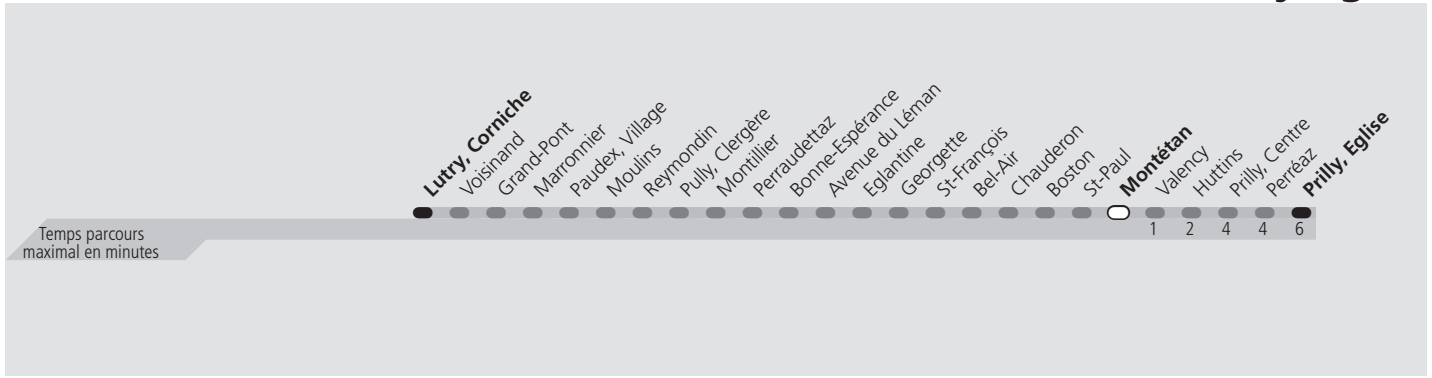 Lutry, Corniche
Voisinand
Grand-Pont
Marronnier
Paudex, Village
Moulins
Reymondin
Pully, Clergère
Montillier
Perraudettaz
Bonne-Espérance
Avenue du Léman
Eglantine
Georgette
St-François
Bel-Air
Chauderon
Boston
St-Paul
Montétan
Valency
Huttins
Prilly, Centre
Perréaz
Prilly, Eglise
Temps parcours
maximal en minutes
1 2 4 4 6